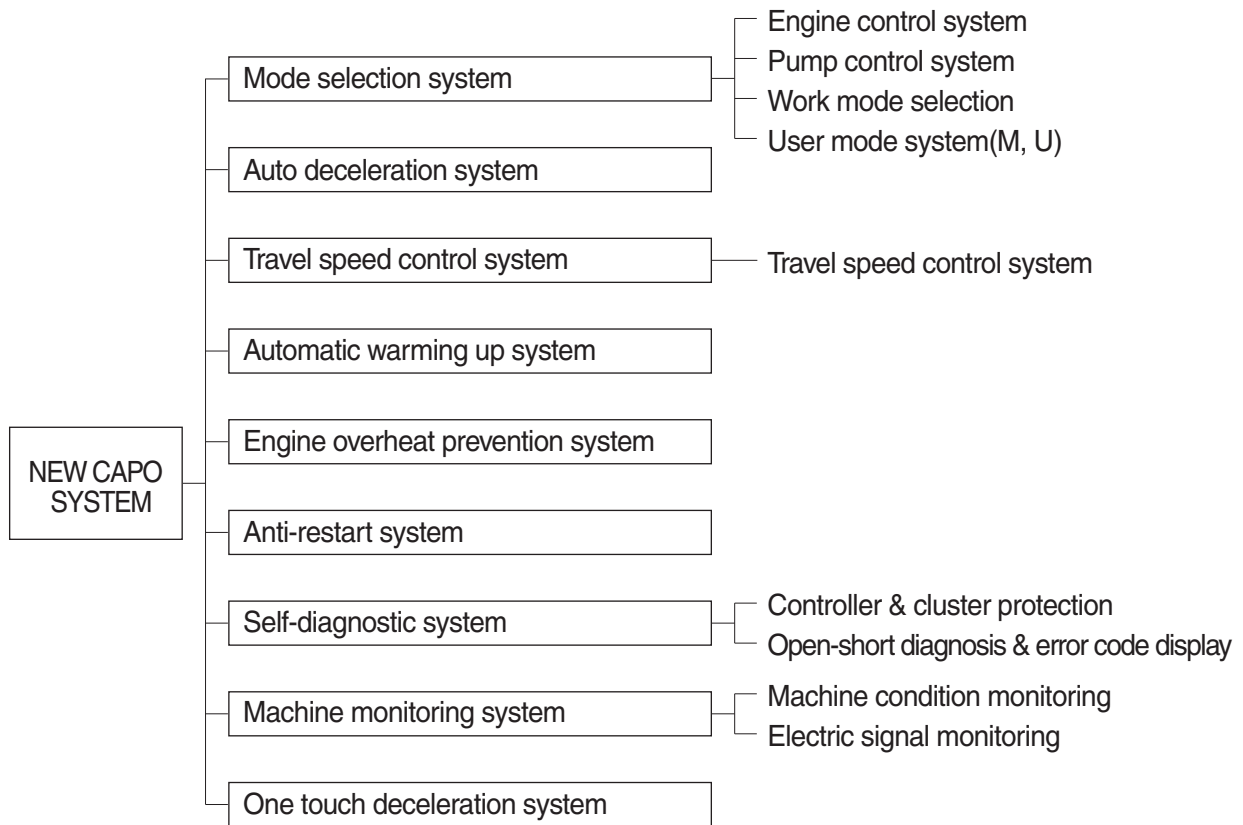 Engine control system
Mode selection system
Pump control system
Work mode selection
User mode system(M, U)
Auto deceleration system
Travel speed control system
Travel speed control system
Automatic warming up system
Engine overheat prevention system
NEW CAPO
SYSTEM
Anti-restart system
Self-diagnostic system
Controller & cluster protection
Open-short diagnosis & error code display
Machine monitoring system
Machine condition monitoring
Electric signal monitoring
One touch deceleration system